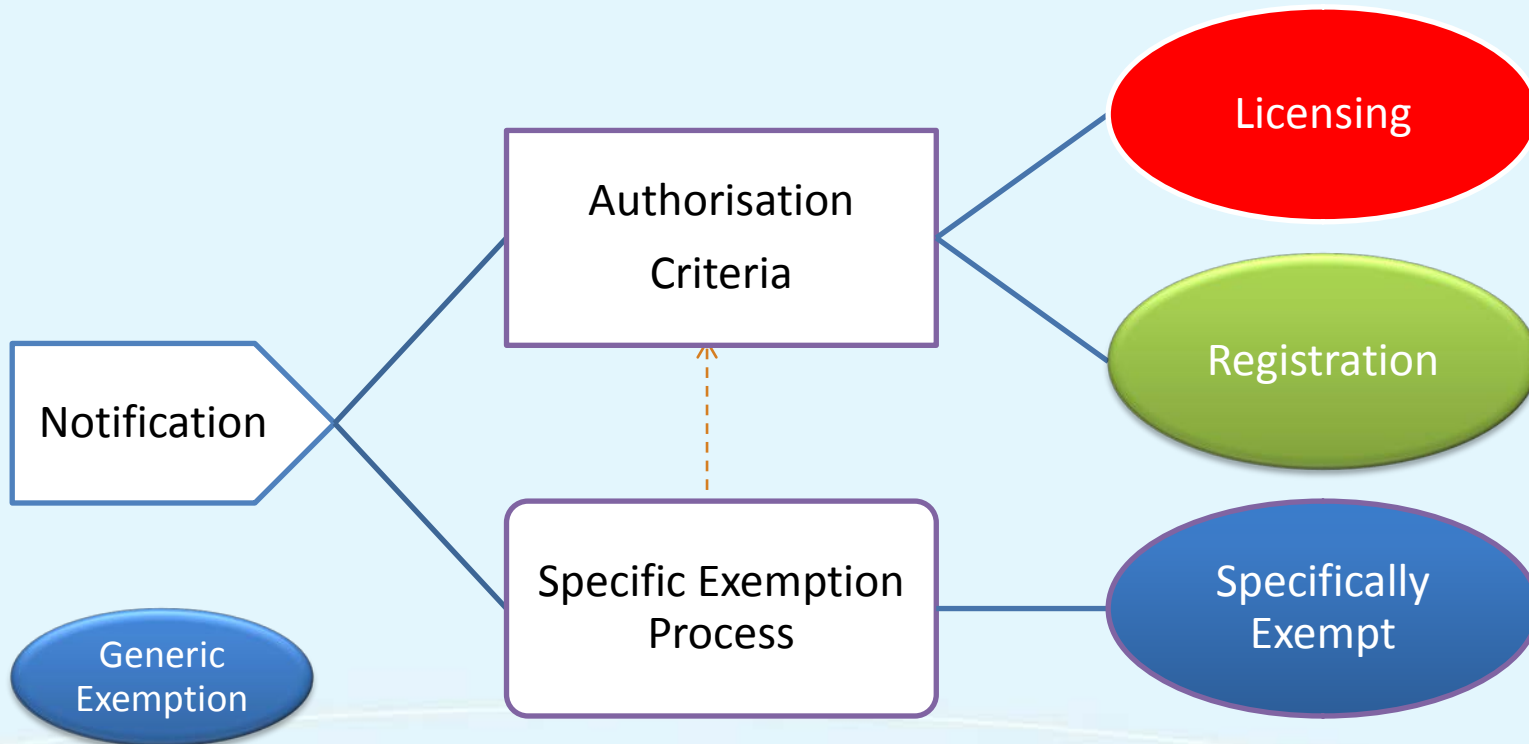 Notification
Generic
Exemption
Authorisation
Criteria
Specific Exemption
Process
Licensing
Registration
Specifically
Exempt